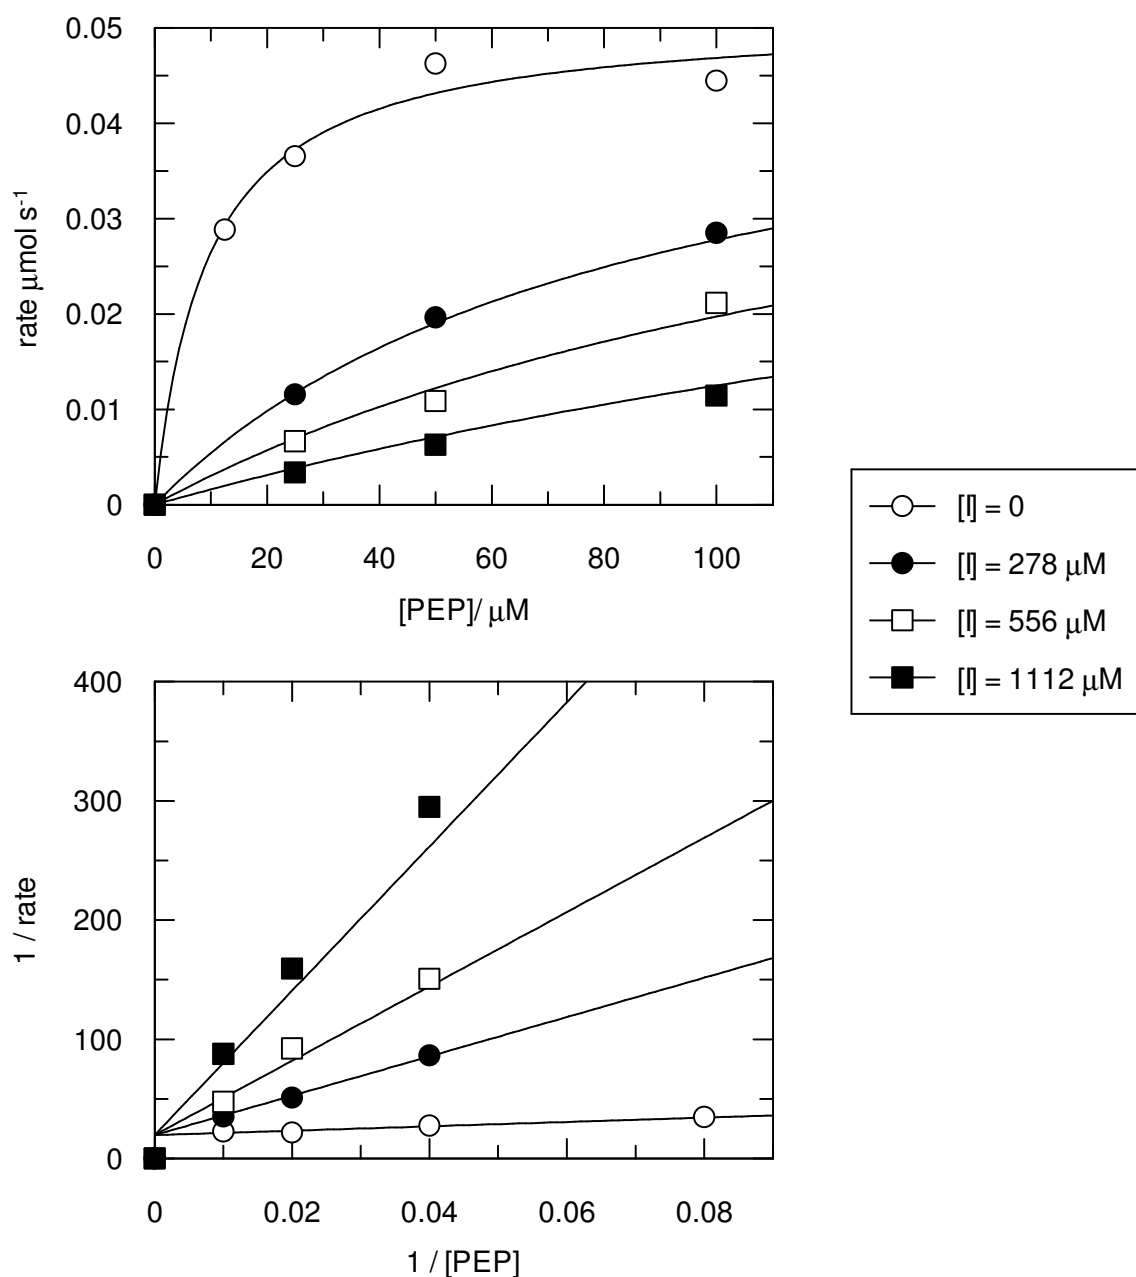 0.05
0.04
0.03
0.02
0.01
0
rate μmol s⁻¹
0 20 40 60 80 100
[PEP]/ μM
[I] = 0
[I] = 278 μM
[I] = 556 μM
[I] = 1112 μM
400
300
200
100
0
1 / rate
0 0.02 0.04 0.06 0.08
1 / [PEP]